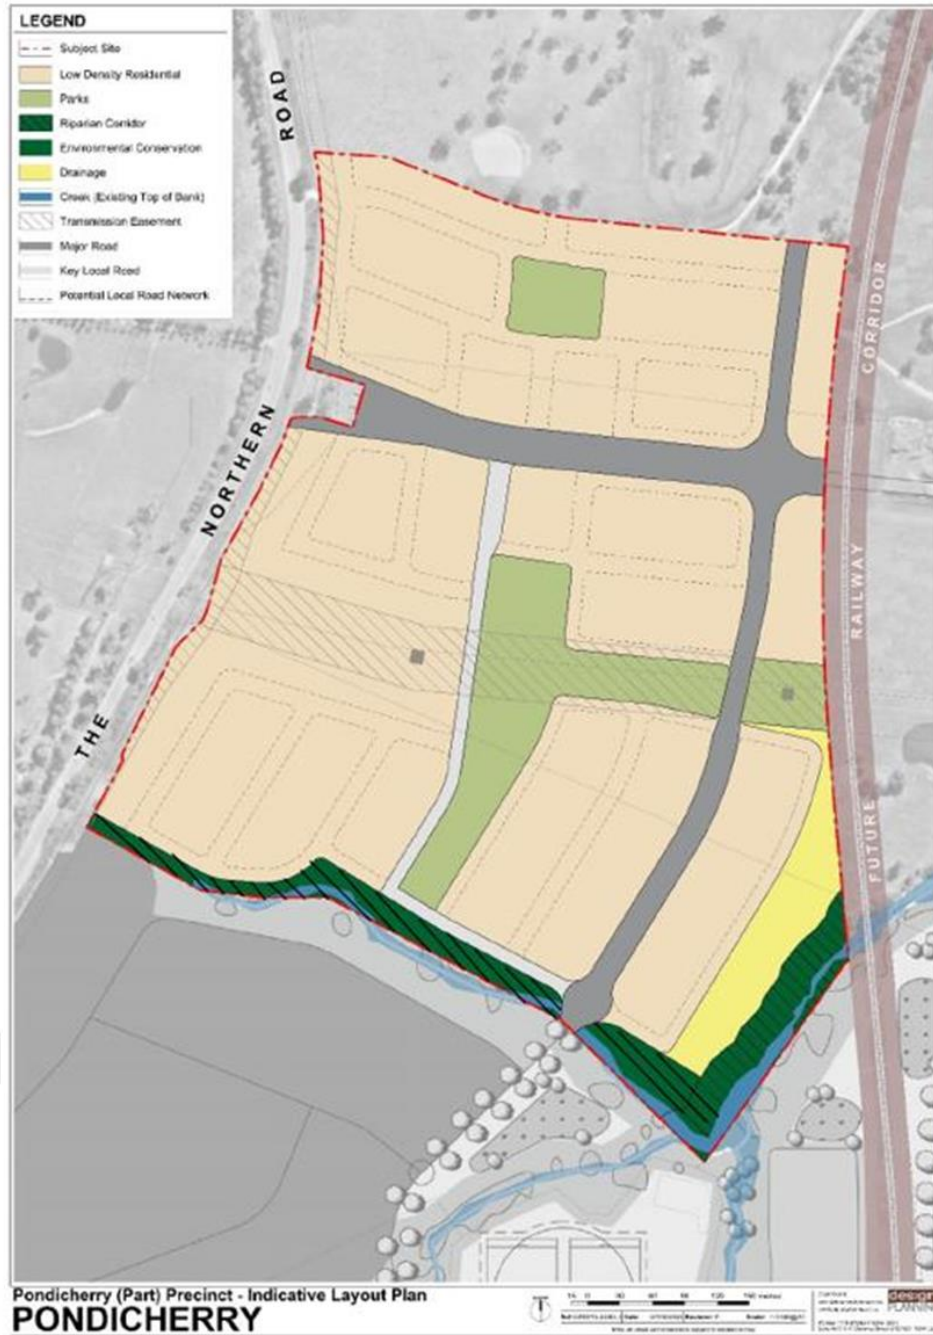 LEGEND
Subject Site
Low Density Residential
Parks
Riparian Corridor
Environmental Conservation
Drainage
Creek (Existing Top of Bank)
Transmission Easement
Major Road
Key Local Road
Potential Local Road Network
THE NORTHERN ROAD
FUTURE RAILWAY CORRIDOR
Pondicherry (Part) Precinct - Indicative Layout Plan
PONDICHERRY
design
PLANNING